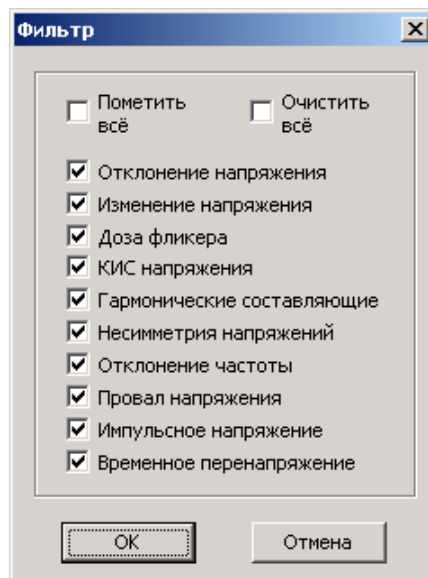 Фильтр
Пометить всё
Очистить всё
Отклонение напряжения
Изменение напряжения
Доза фликера
КИС напряжения
Гармонические составляющие
Несимметрия напряжений
Отклонение частоты
Провал напряжения
Импульсное напряжение
Временное перенапряжение
OK
Отмена